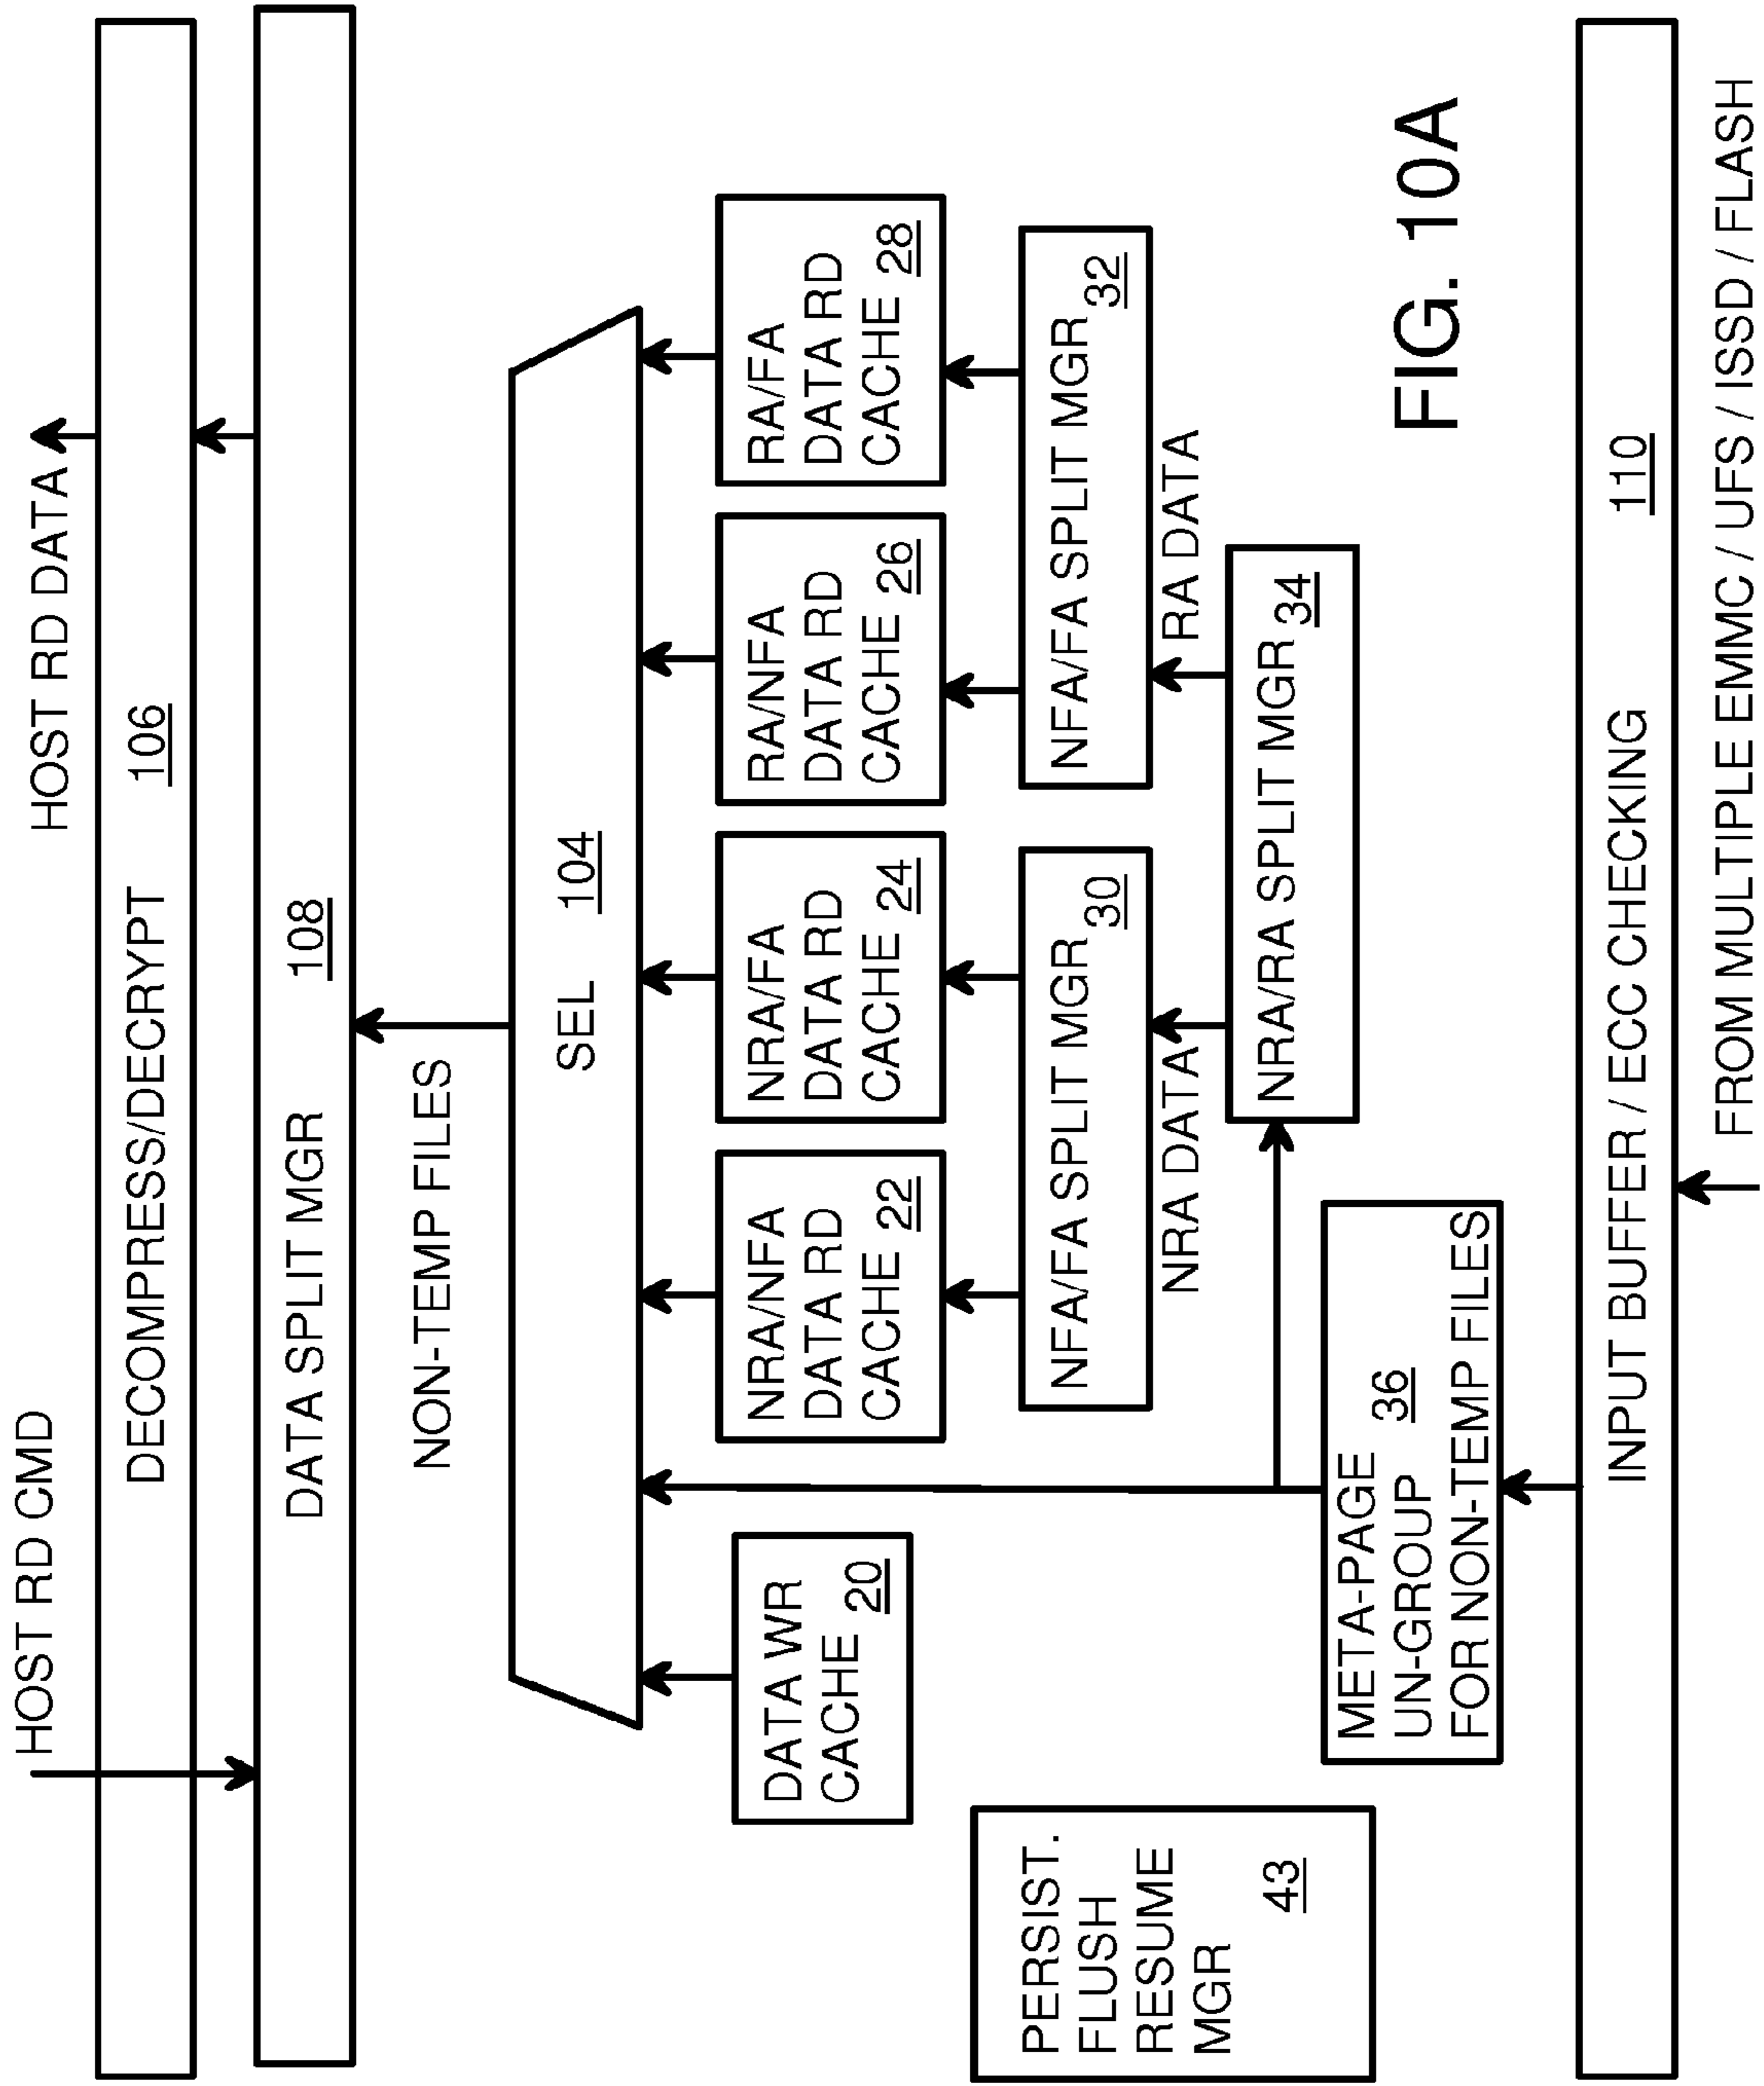 HOST RD CMD
HOST RD DATA
DECOMPRESS/DECRYPT 106
DATA SPLIT MGR 108
NON-TEMP FILES
SEL 104
DATA WR
CACHE 20
NRA/NFA
DATA RD
CACHE 22
NRA/FA
DATA RD
CACHE 24
RA/NFA
DATA RD
CACHE 26
RA/FA
DATA RD
CACHE 28
NFA/FA SPLIT MGR 30
NFA/FA SPLIT MGR 32
NRA DATA
RA DATA
NRA/RA SPLIT MGR 34
PERSIST.
FLUSH
RESUME
MGR 43
META-PAGE
UN-GROUP 36
FOR NON-TEMP FILES
FIG. 10A
INPUT BUFFER / ECC CHECKING 110
FROM MULTIPLE EMMC / UFS / ISSD / FLASH